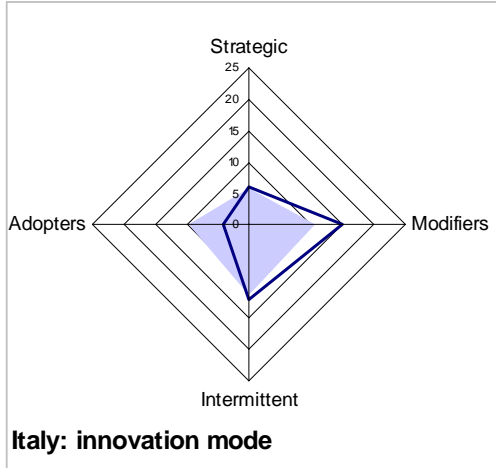 Strategic
25
20
15
10
5
0
Adopters
Modifiers
Intermittent
Italy: innovation mode